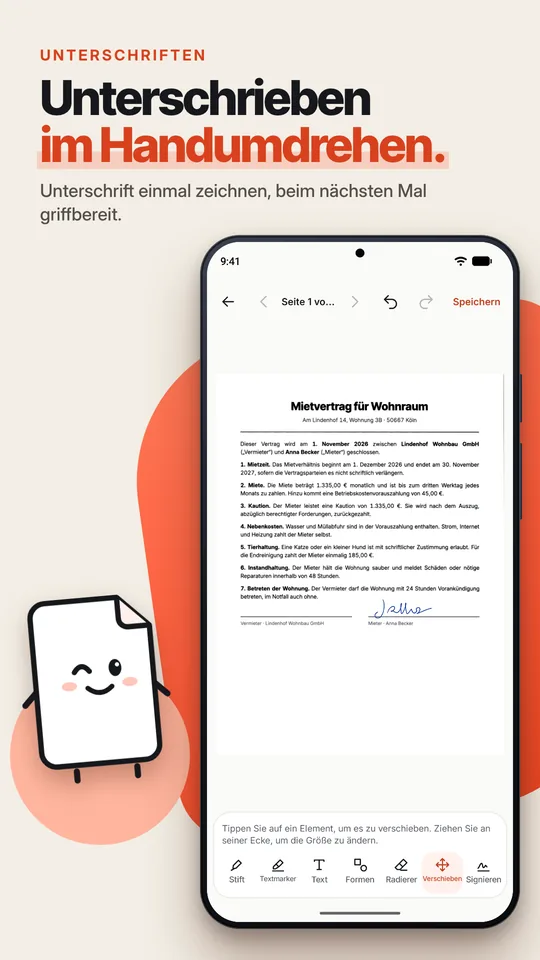 UNTERSCHRIFTEN
Unterschrieben
im Handumdrehen.
Unterschrift einmal zeichnen, beim nächsten Mal
griffbereit.
9:41
Seite 1 vo...
Speichern
Mietvertrag für Wohnraum
Am Lindenhof 14, Wohnung 3B · 50667 Köln
Dieser Vertrag wird am 1. November 2026 zwischen Lindenhof Wohnbau GmbH
(„Vermieter“) und Anna Becker („Mieter“) geschlossen.
1. Mietzeit. Das Mietverhältnis beginnt am 1. Dezember 2026 und endet am 30. November
2027, sofern die Vertragsparteien es nicht schriftlich verlängern.
2. Miete. Die Miete beträgt 1.335,00 € monatlich und ist bis zum dritten Werktag jedes
Monats zu zahlen. Hinzu kommt eine Betriebskostenvorauszahlung von 45,00 €.
3. Kaution. Der Mieter leistet eine Kaution von 1.335,00 €. Sie wird nach dem Auszug,
abzüglich berechtigter Forderungen, zurückgezahlt.
4. Nebenkosten. Wasser und Müllabfuhr sind in der Vorauszahlung enthalten. Strom, Internet
und Heizung zahlt der Mieter selbst.
5. Tierhaltung. Eine Katze oder ein kleiner Hund ist mit schriftlicher Zustimmung erlaubt. Für
die Endreinigung zahlt der Mieter einmalig 185,00 €.
6. Instandhaltung. Der Mieter hält die Wohnung sauber und meldet Schäden oder nötige
Reparaturen innerhalb von 48 Stunden.
7. Betreten der Wohnung. Der Vermieter darf die Wohnung mit 24 Stunden Vorankündigung
betreten, im Notfall auch ohne.
Vermieter · Lindenhof Wohnbau GmbH
Mieter · Anna Becker
Tippen Sie auf ein Element, um es zu verschieben. Ziehen Sie an
seiner Ecke, um die Größe zu ändern.
Stift
Textmarker
Text
Formen
Radierer
Verschieben
Signieren